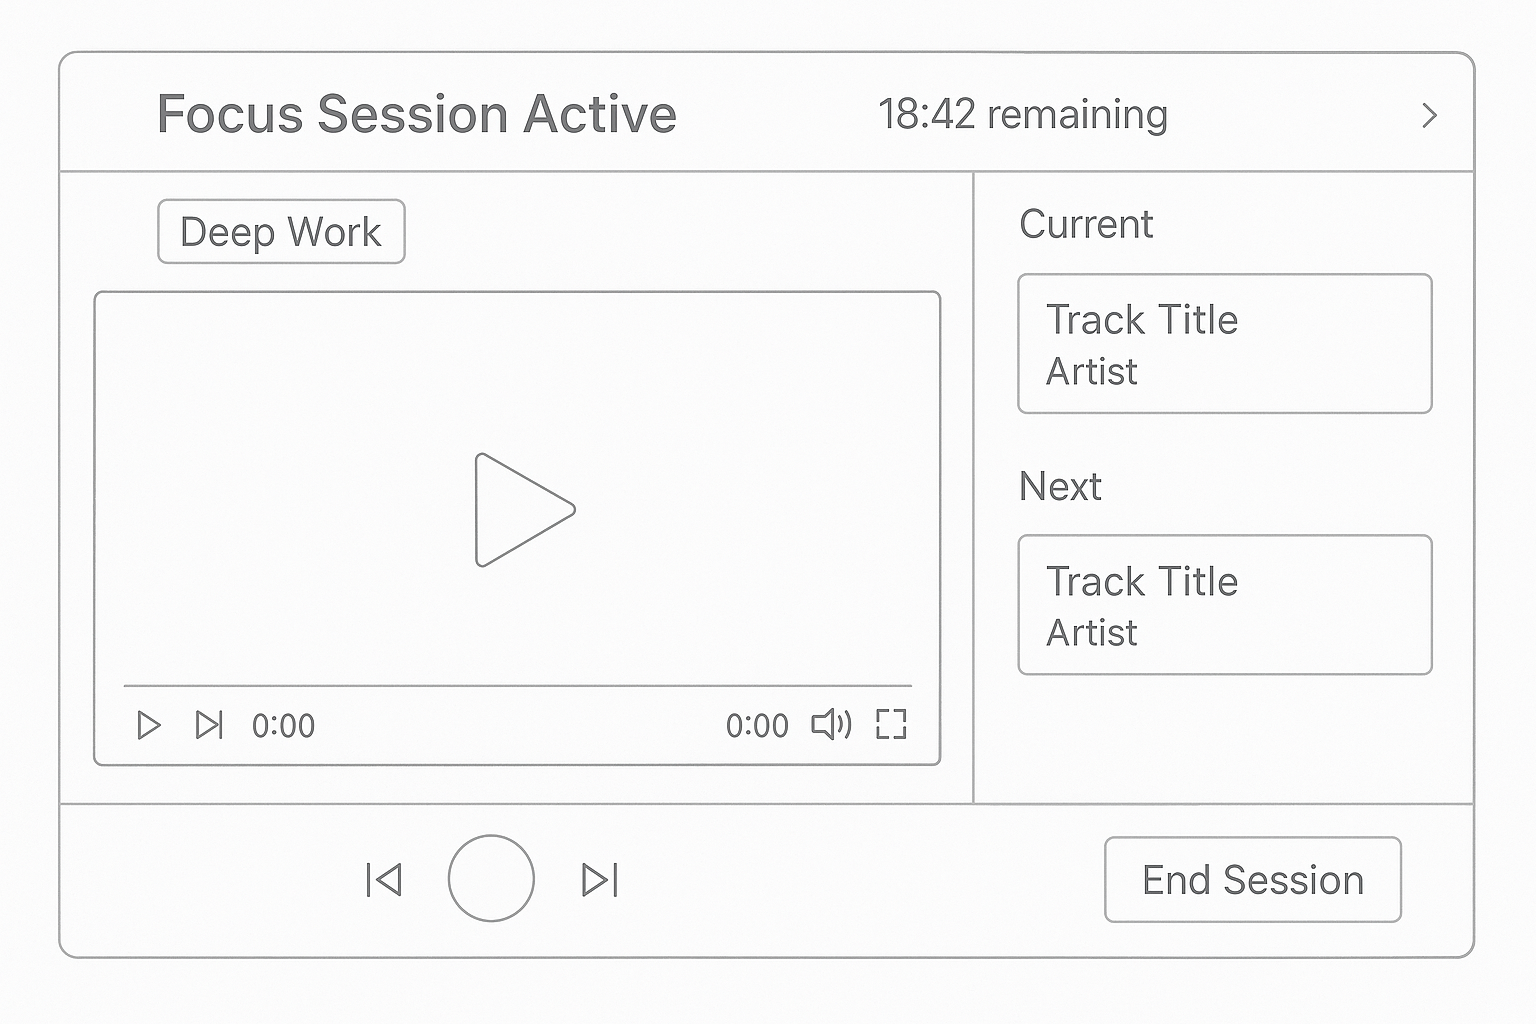 Focus Session Active
18:42 remaining
Deep Work
0:00
0:00
Current
Track Title
Artist
Next
Track Title
Artist
End Session